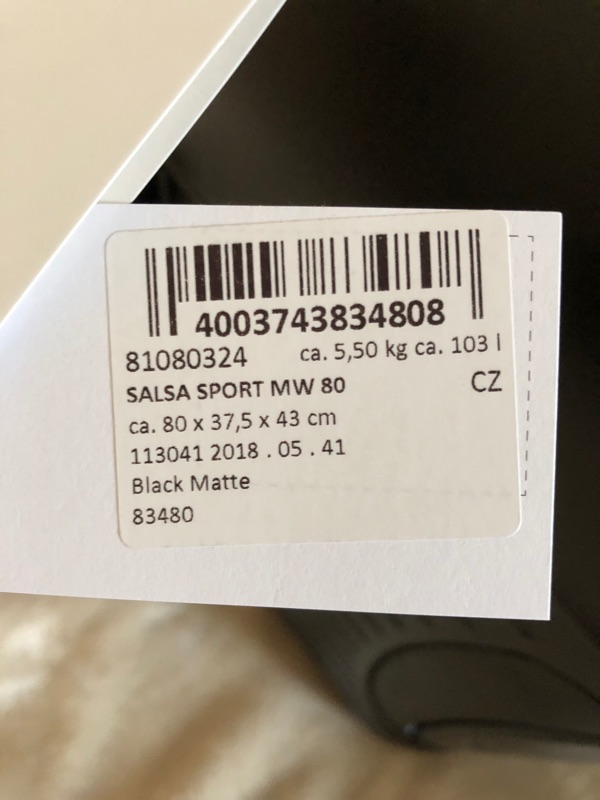 4003743834808
81080324 ca. 5,50 kg ca. 103 l
SALSA SPORT MW 80 CZ
ca. 80 x 37,5 x 43 cm
113041 2018 . 05 . 41
Black Matte
83480